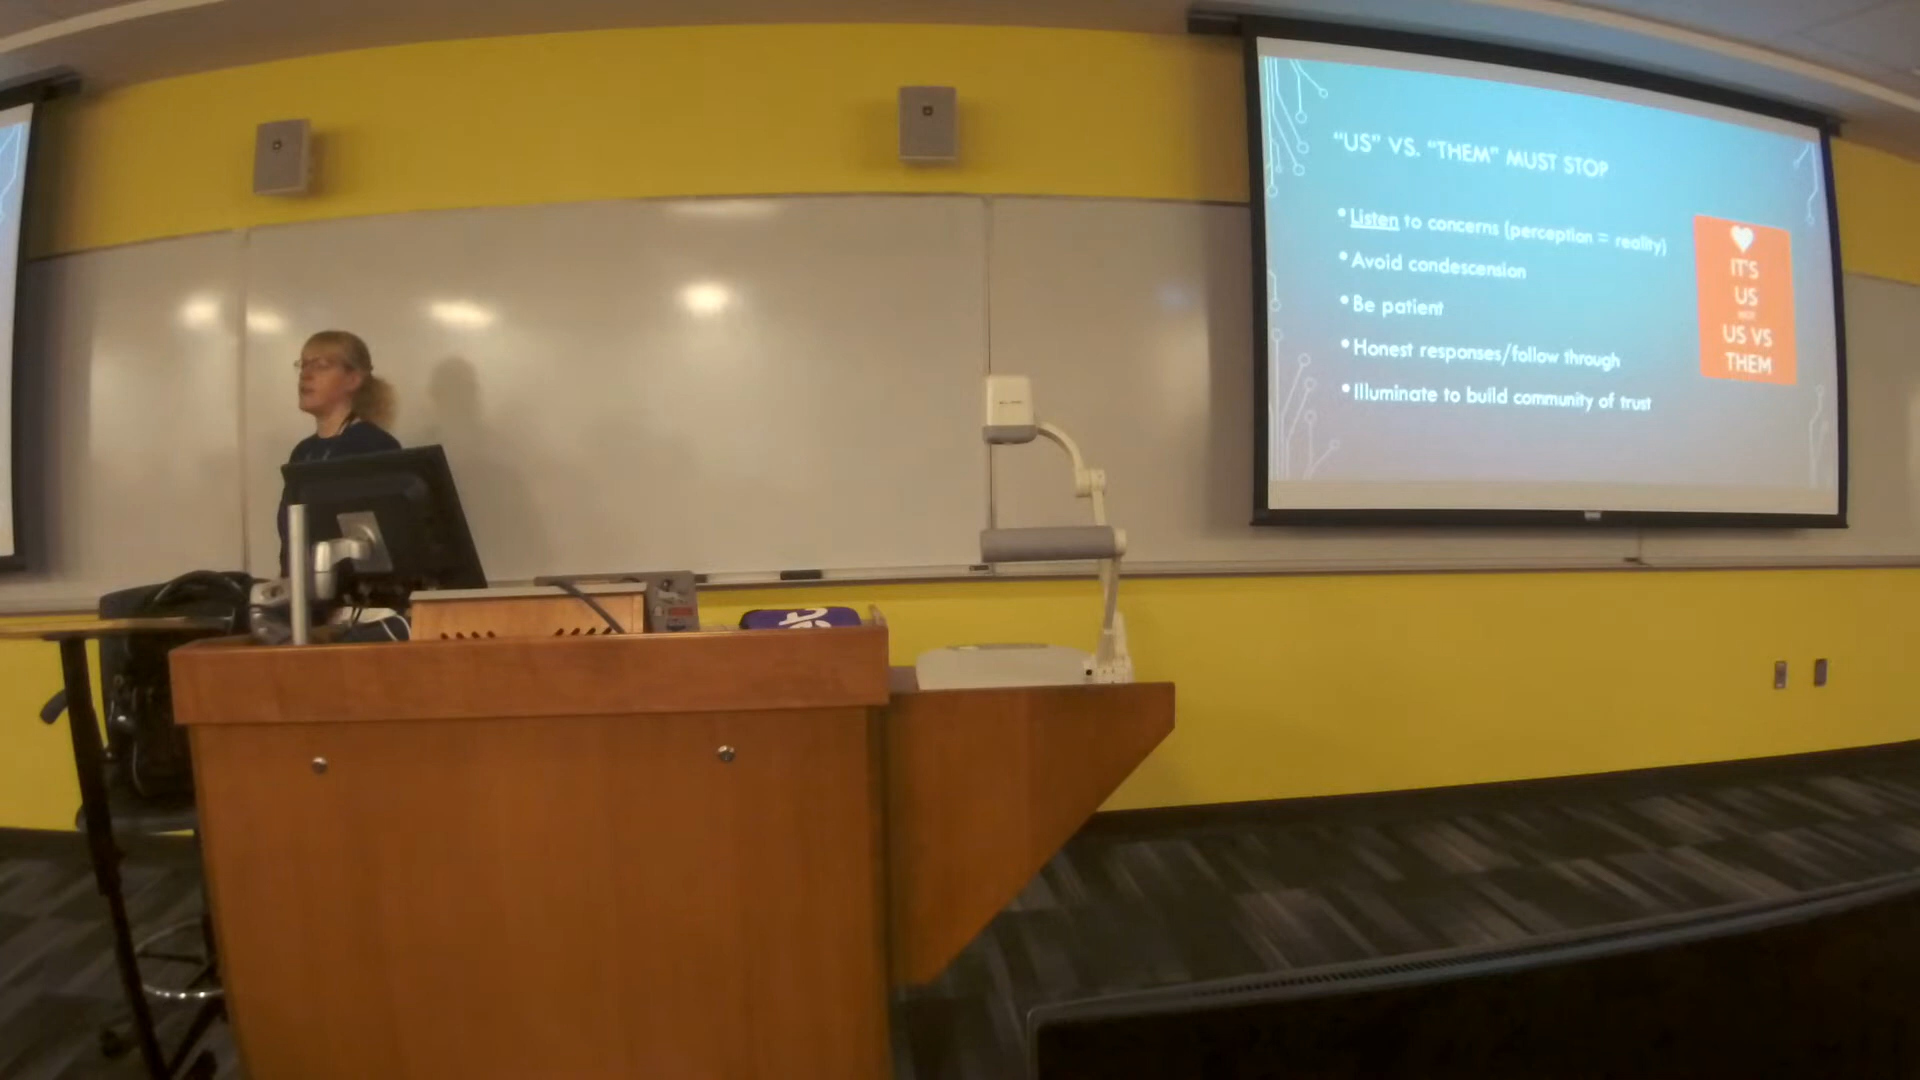 “US” VS. “THEM” MUST STOP
•Listen to concerns (perception = reality)
•Avoid condescension
•Be patient
•Honest responses/follow through
•Illuminate to build community of trust
IT'S
US
NOT
US VS
THEM